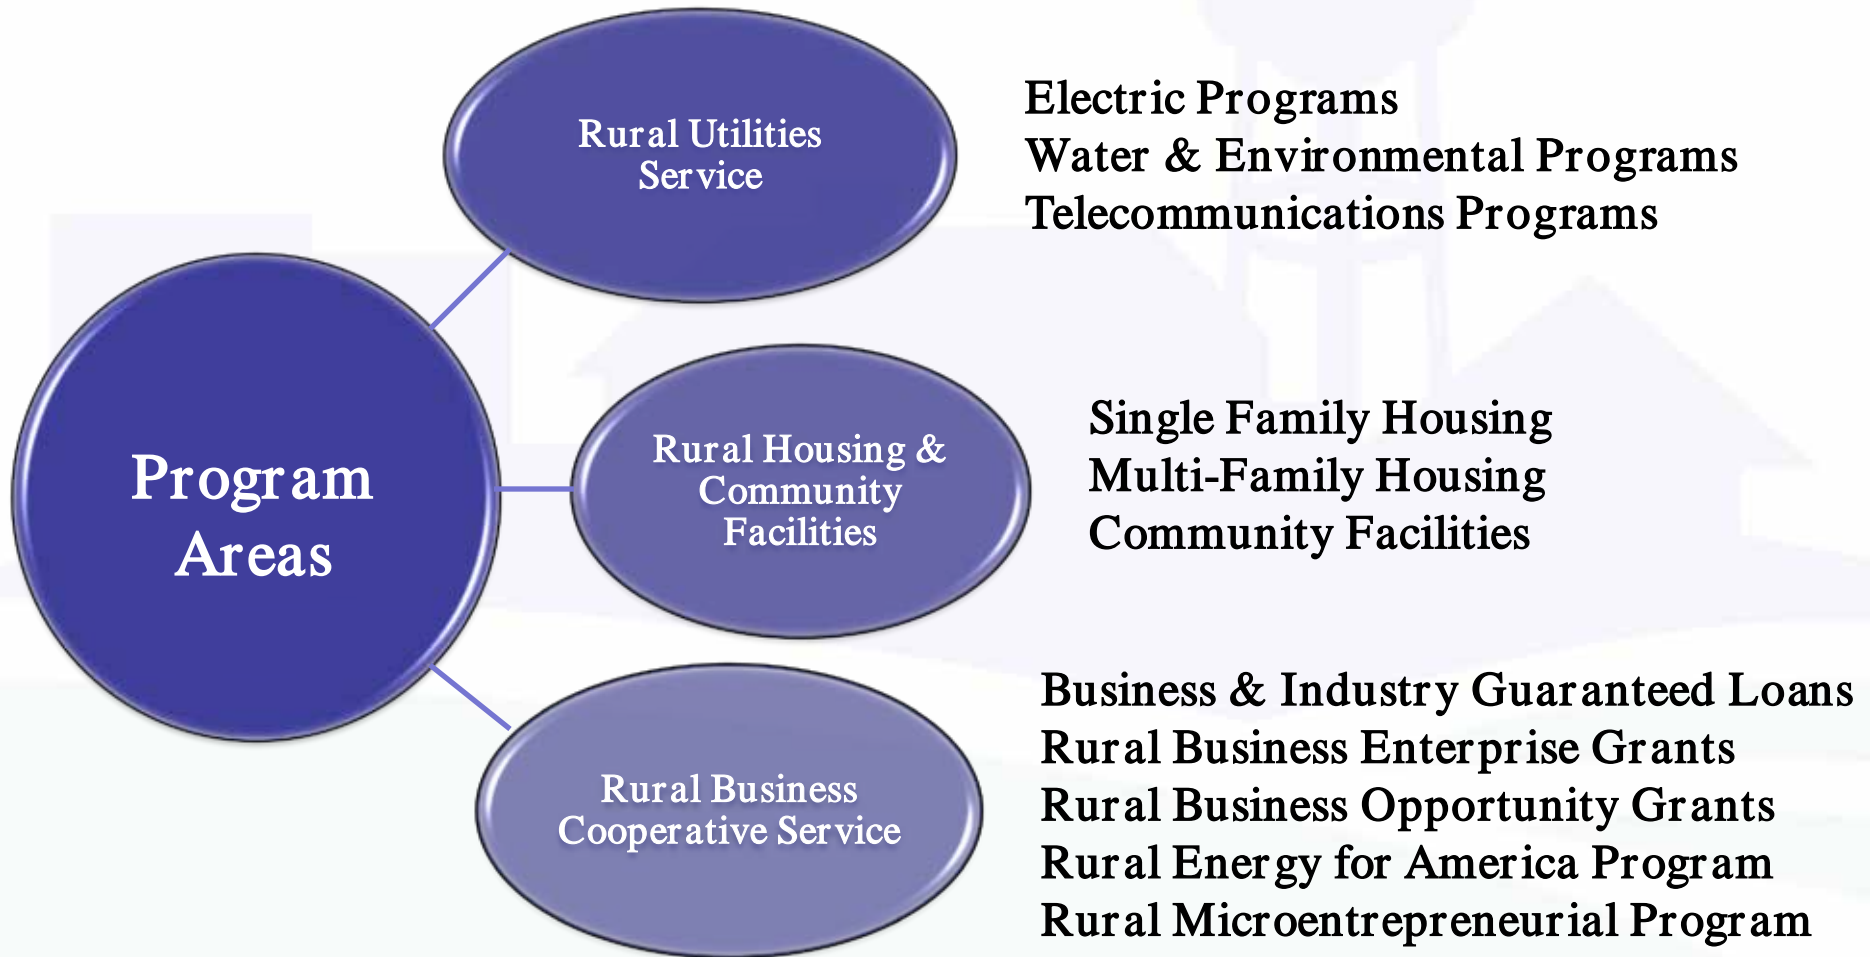 Program
Areas
Rural Utilities
Service
Electric Programs
Water & Environmental Programs
Telecommunications Programs
Rural Housing &
Community
Facilities
Single Family Housing
Multi-Family Housing
Community Facilities
Rural Business
Cooperative Service
Business & Industry Guaranteed Loans
Rural Business Enterprise Grants
Rural Business Opportunity Grants
Rural Energy for America Program
Rural Microentrepreneurial Program